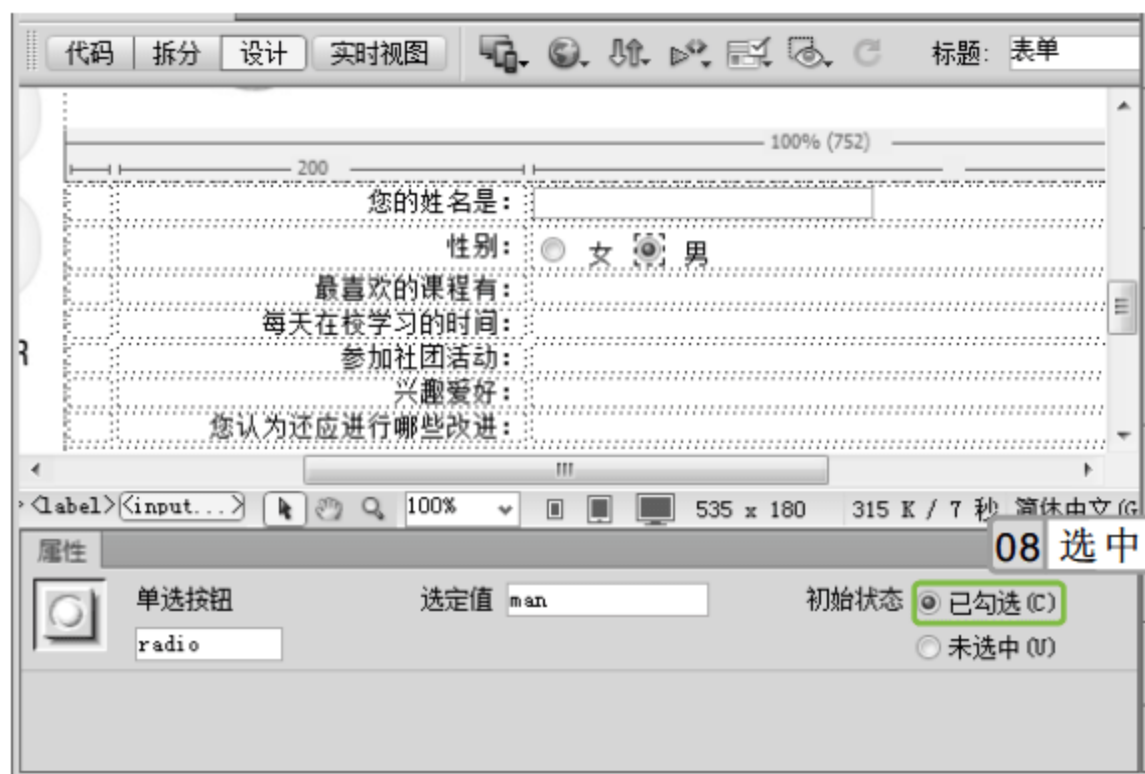 代码 拆分 设计 实时视图 标题: 表单
100% (752)
200
您的姓名是:
性别: 女 男
最喜欢的课程有:
每天在校学习的时间:
R
参加社团活动:
兴趣爱好:
您认为还应进行哪些改进:
<label> <input...> 100% 535 x 180 315 K / 7 秒 简体中文(G
属性
08 选中
单选按钮 选定值 man 初始状态 已勾选(C)
radio 未选中(U)